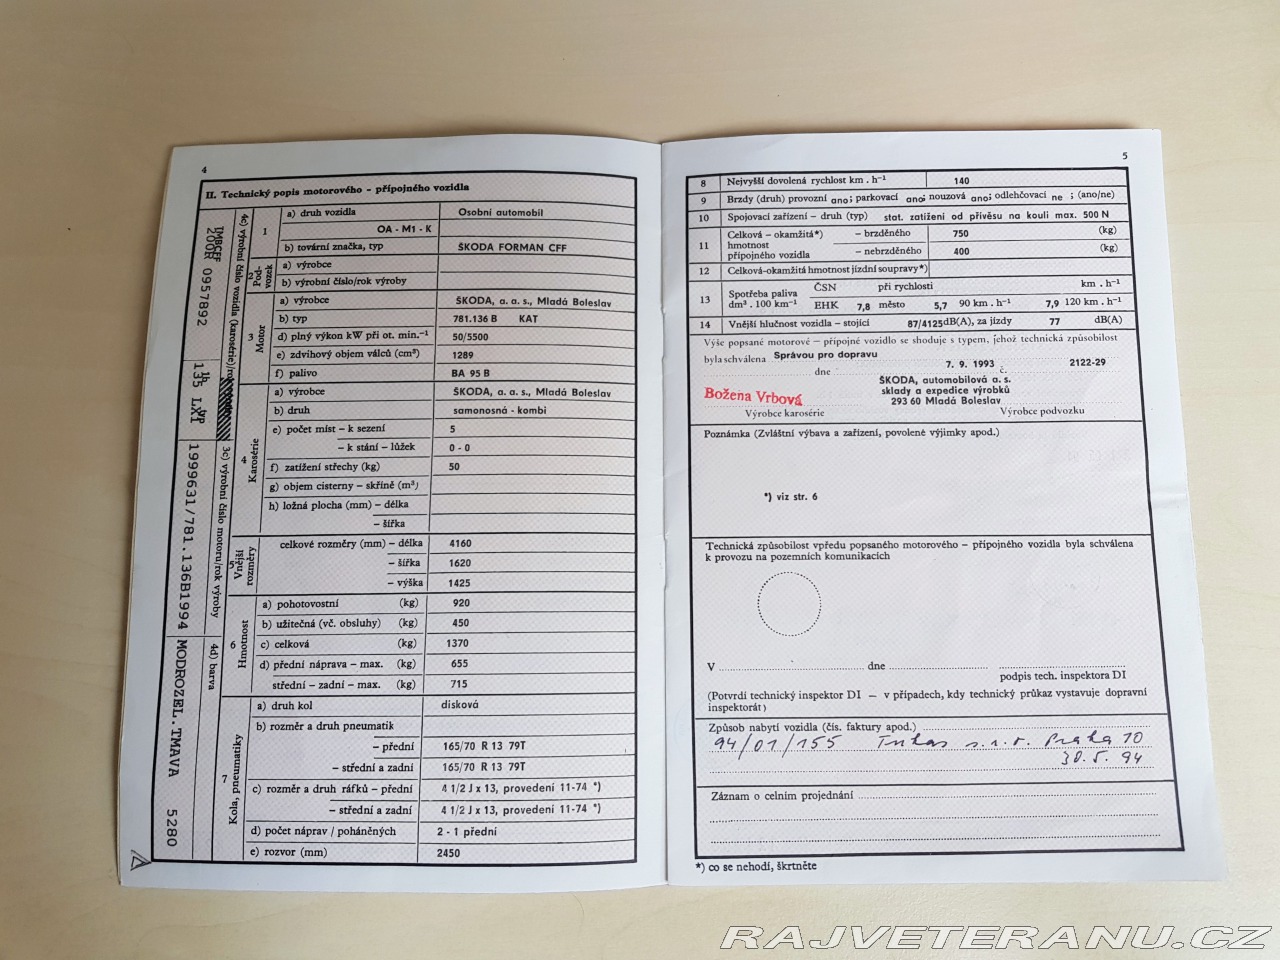 4
II. Technický popis motorového – přípojného vozidla
4c) výrobní číslo vozidla (karosérie)/rok
TMBCFF
200R 0957892
1h VP
135 LXI
3c) výrobní číslo motoru/rok výroby
1999631/781.136B1994
4d) barva
MODROZEL.TMAVA 5280
1
a) druh vozidla Osobní automobil
OA - M1 - K
b) tovární značka, typ ŠKODA FORMAN CFF
2 Pod-
vozek
a) výrobce
b) výrobní číslo/rok výroby
3 Motor
a) výrobce ŠKODA, a. a. s., Mladá Boleslav
b) typ 781.136 B KAT
d) plný výkon kW při ot. min.⁻¹ 50/5500
e) zdvihový objem válců (cm³) 1289
f) palivo BA 95 B
4 Karosérie
a) výrobce ŠKODA, a. a. s., Mladá Boleslav
b) druh samonosná - kombi
e) počet míst – k sezení 5
– k stání – lůžek 0 - 0
f) zatížení střechy (kg) 50
g) objem cisterny – skříně (m³)
h) ložná plocha (mm) – délka
– šířka
5 Vnější
rozměry
celkové rozměry (mm) – délka 4160
– šířka 1620
– výška 1425
6 Hmotnost
a) pohotovostní (kg) 920
b) užitečná (vč. obsluhy) (kg) 450
c) celková (kg) 1370
d) přední náprava – max. (kg) 655
střední – zadní – max. (kg) 715
7 Kola, pneumatiky
a) druh kol disková
b) rozměr a druh pneumatik
– přední 165/70 R 13 79T
– střední a zadní 165/70 R 13 79T
c) rozměr a druh ráfků – přední 4 1/2 J x 13, provedení 11-74 *)
– střední a zadní 4 1/2 J x 13, provedení 11-74 *)
d) počet náprav / poháněných 2 - 1 přední
e) rozvor (mm) 2450
5
8 Nejvyšší dovolená rychlost km . h⁻¹ 140
9 Brzdy (druh) provozní ano; parkovací ano; nouzová ano; odlehčovací ne ; (ano/ne)
10 Spojovací zařízení – druh (typ) stat. zatížení od přívěsu na kouli max. 500 N
11 Celková – okamžitá*) – brzděného 750 (kg)
hmotnost
přípojného vozidla – nebrzděného 400 (kg)
12 Celková-okamžitá hmotnost jízdní soupravy*)
13 Spotřeba paliva ČSN při rychlosti km . h⁻¹
dm³ . 100 km⁻¹ EHK 7,8 město 5,7 90 km . h⁻¹ 7,9 120 km . h⁻¹
14 Vnější hlučnost vozidla – stojící 87/4125dB(A), za jízdy 77 dB(A)
Výše popsané motorové – přípojné vozidlo se shoduje s typem, jehož technická způsobilost
byla schválena Správou pro dopravu
dne 7. 9. 1993 č. 2122-29
ŠKODA, automobilová a. s.
sklady a expedice výrobků
293 60 Mladá Boleslav
Božena Vrbová
Výrobce karosérie Výrobce podvozku
Poznámka (Zvláštní výbava a zařízení, povolené výjimky apod.)
*) viz str. 6
Technická způsobilost vpředu popsaného motorového – přípojného vozidla byla schválena
k provozu na pozemních komunikacích
V dne
podpis tech. inspektora DI
(Potvrdí technický inspektor DI – v případech, kdy technický průkaz vystavuje dopravní
inspektorát)
Způsob nabytí vozidla (čís. faktury apod.)
94/01/155 s.r.o. Praha 10
30. 5. 94
Záznam o celním projednání
*) co se nehodí, škrtněte
RAJVETERANU.CZ